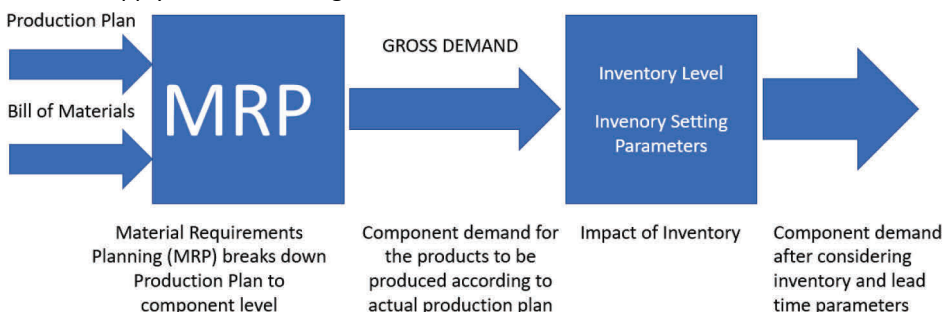 Production Plan
Bill of Materials
MRP
GROSS DEMAND
Inventory Level
Invenory Setting
Parameters
Material Requirements
Planning (MRP) breaks down
Production Plan to
component level
Component demand for
the products to be
produced according to
actual production plan
Impact of Inventory
Component demand
after considering
inventory and lead
time parameters